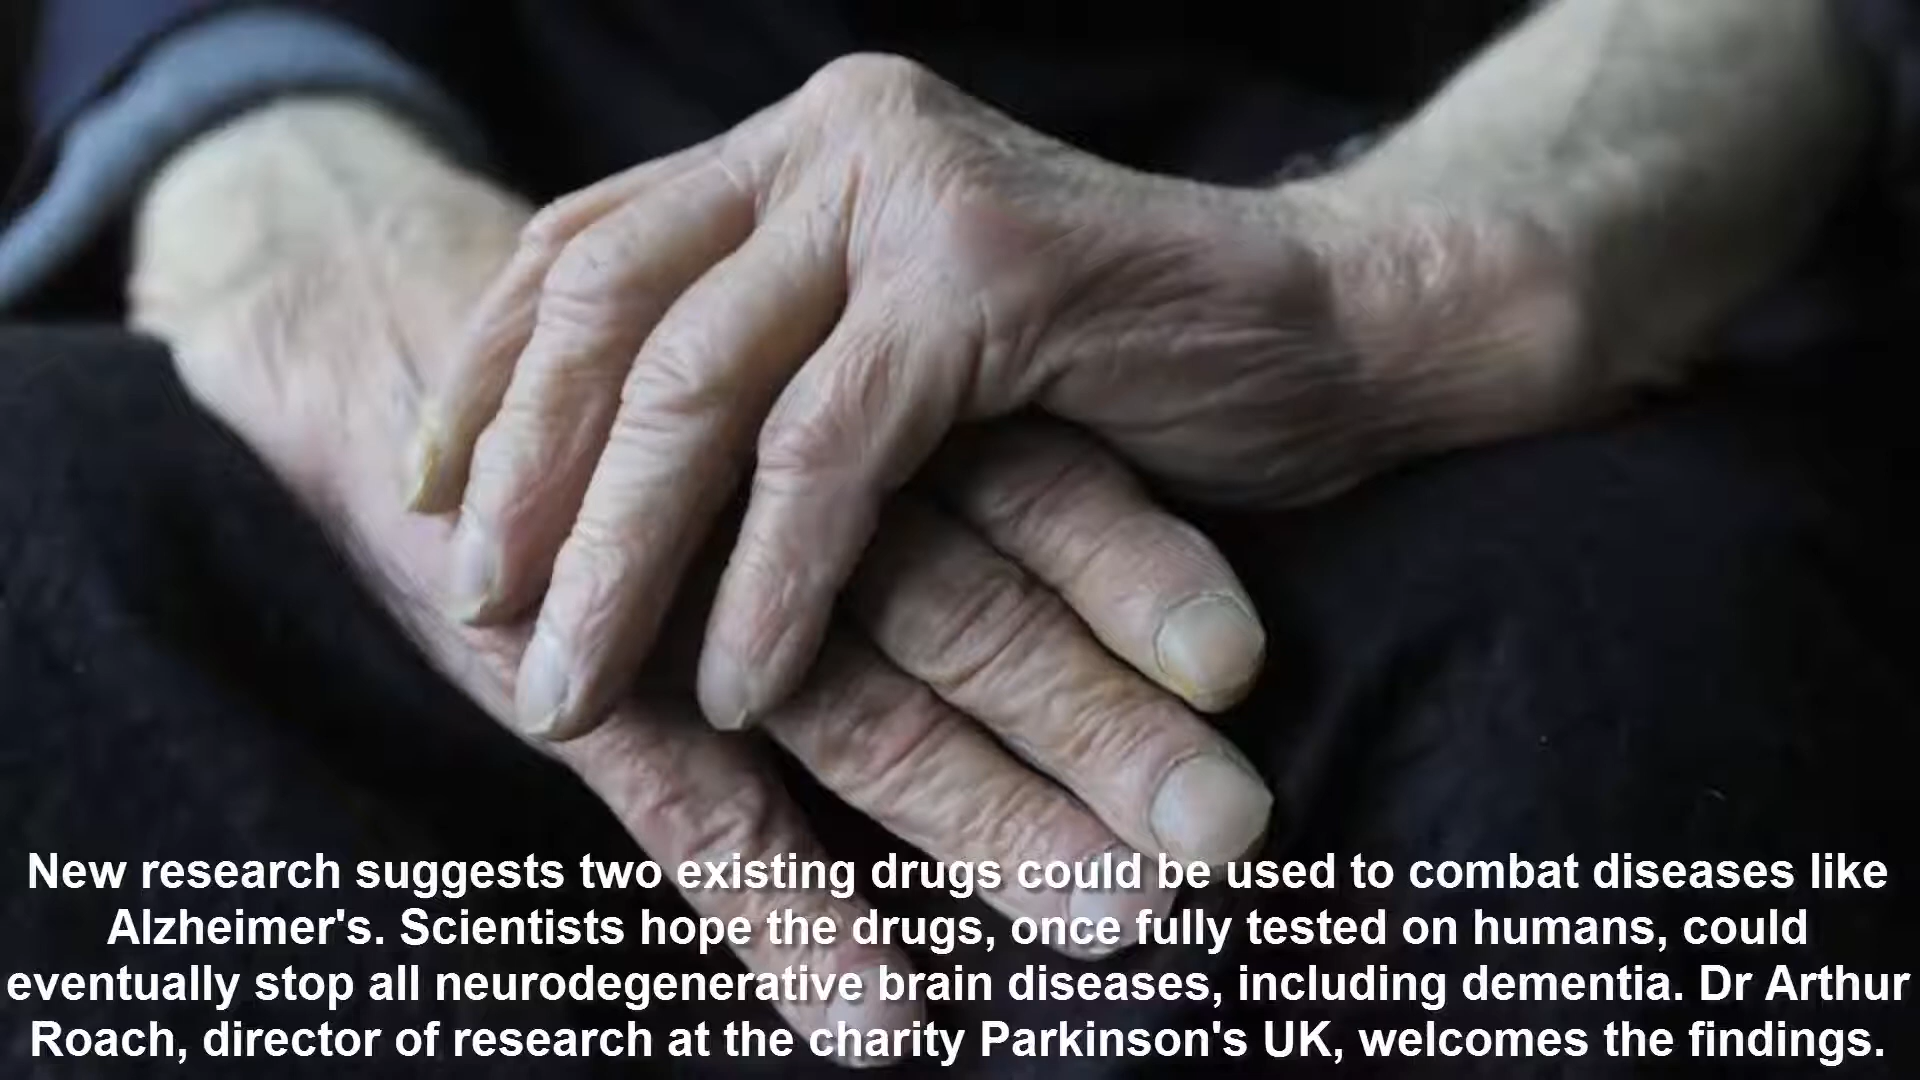 New research suggests two existing drugs could be used to combat diseases like
Alzheimer's. Scientists hope the drugs, once fully tested on humans, could
eventually stop all neurodegenerative brain diseases, including dementia. Dr Arthur
Roach, director of research at the charity Parkinson's UK, welcomes the findings.